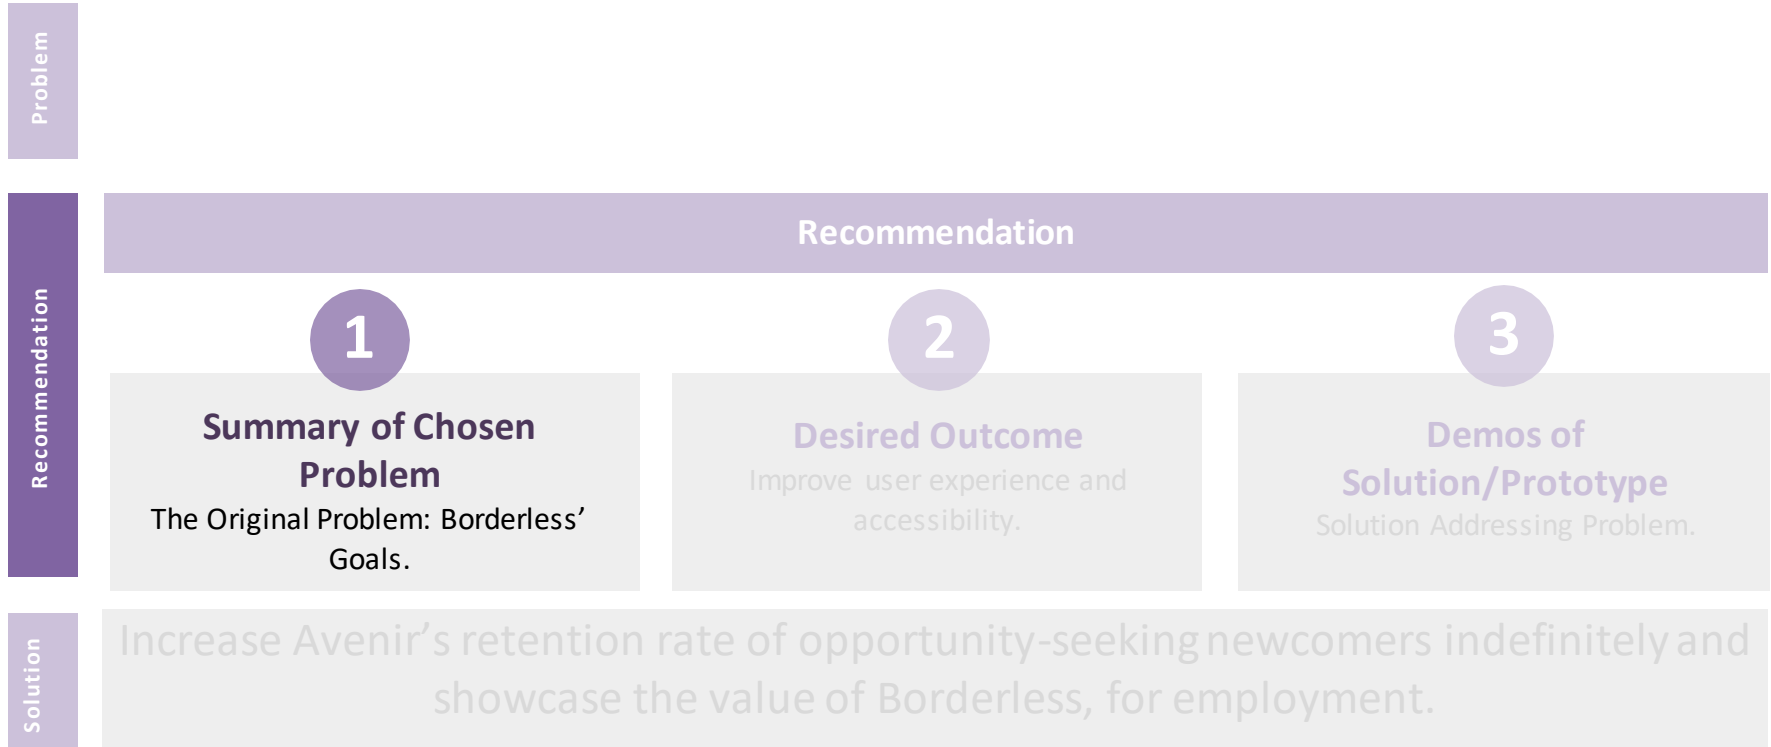 Problem
Recommendation
Recommendation
1
Summary of Chosen
Problem
The Original Problem: Borderless’
Goals.
2
Desired Outcome
Improve user experience and
accessibility.
3
Demos of
Solution/Prototype
Solution Addressing Problem.
Solution
Increase Avenir’s retention rate of opportunity-seeking newcomers indefinitely and
showcase the value of Borderless, for employment.